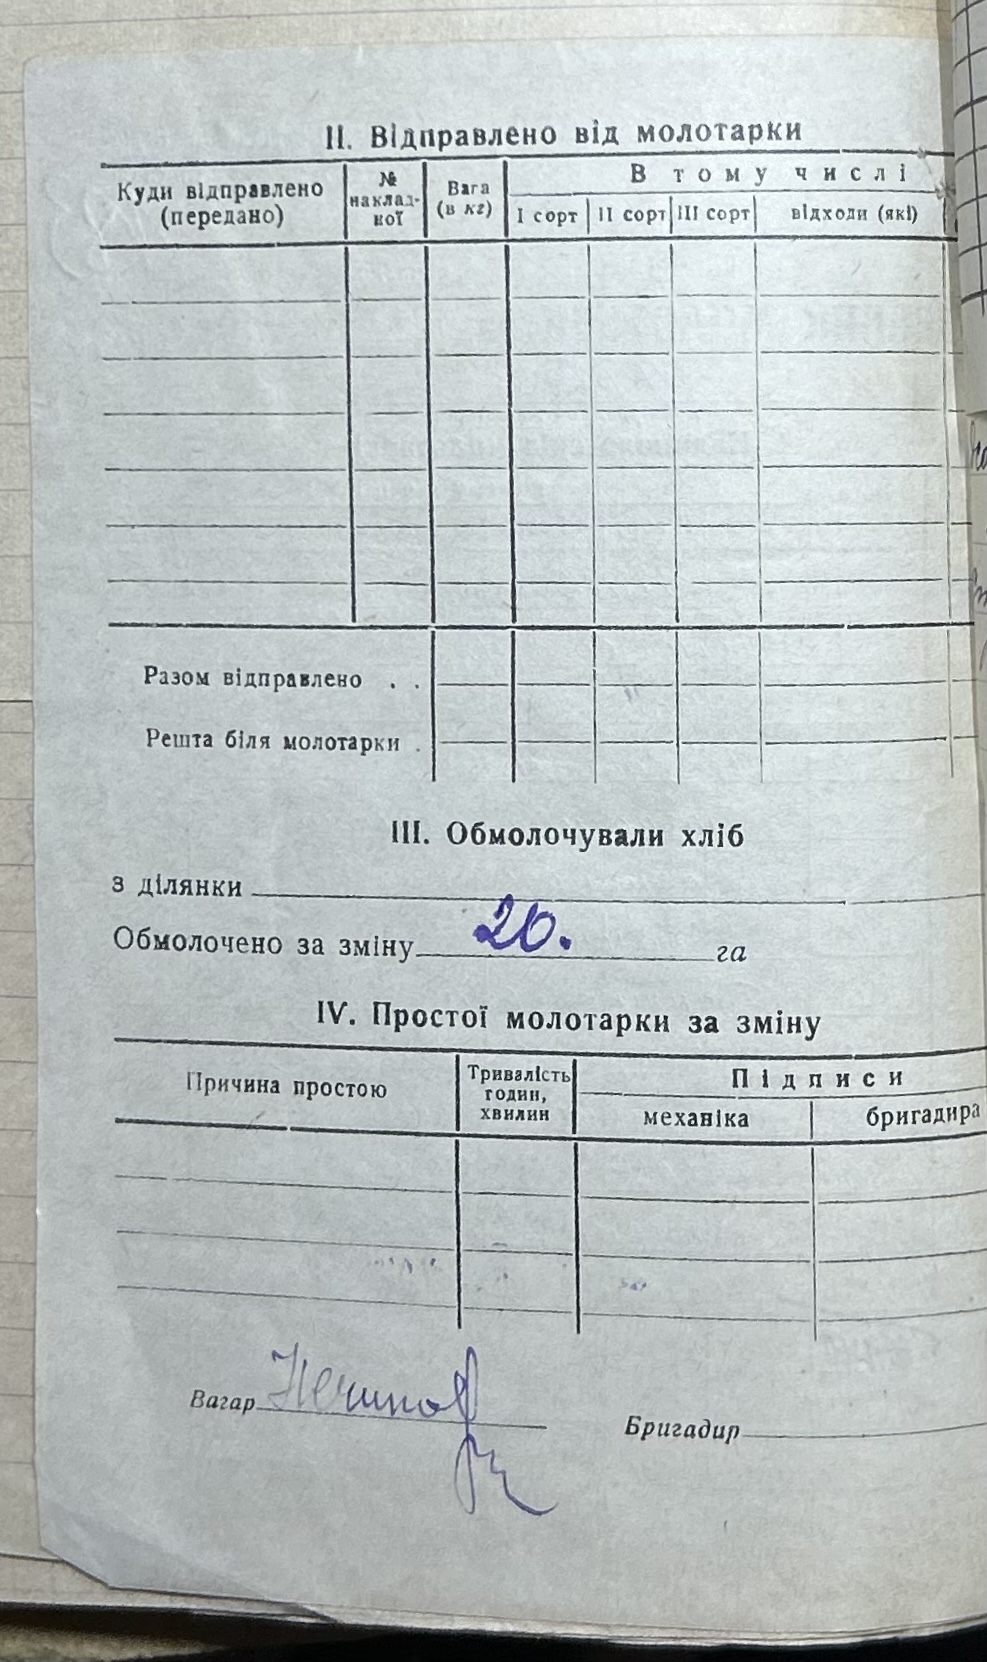 II. Відправлено від молотарки
Куди відправлено (передано)
№ наклад-ної
Вага (в кг)
В тому числі
I сорт
II сорт
III сорт
відходи (які)
Разом відправлено . .
Решта біля молотарки .
III. Обмолочували хліб
з ділянки
Обмолочено за зміну 20. га
IV. Простої молотарки за зміну
Причина простою
Тривалість годин, хвилин
Підписи
механіка
бригадира
Вагар
Бригадир